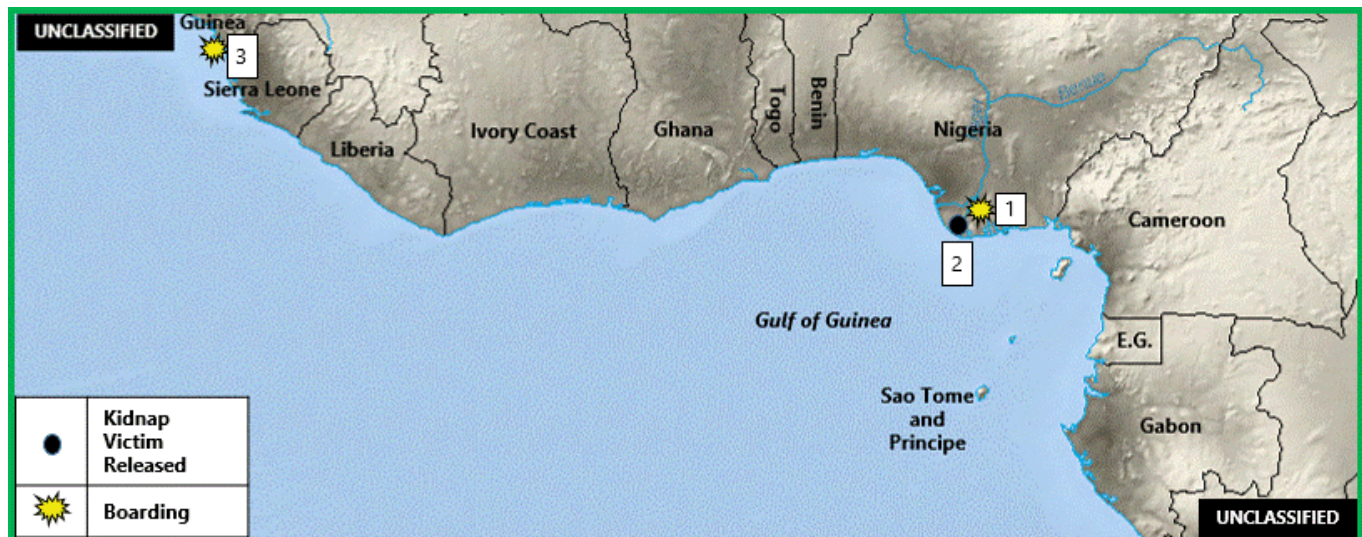 UNCLASSIFIED
Guinea
3
Sierra Leone
Liberia
Ivory Coast
Ghana
Togo
Benin
Nigeria
Benue
1
2
Cameroon
Gulf of Guinea
E.G.
Sao Tome
and
Principe
Gabon
Kidnap
Victim
Released
Boarding
UNCLASSIFIED